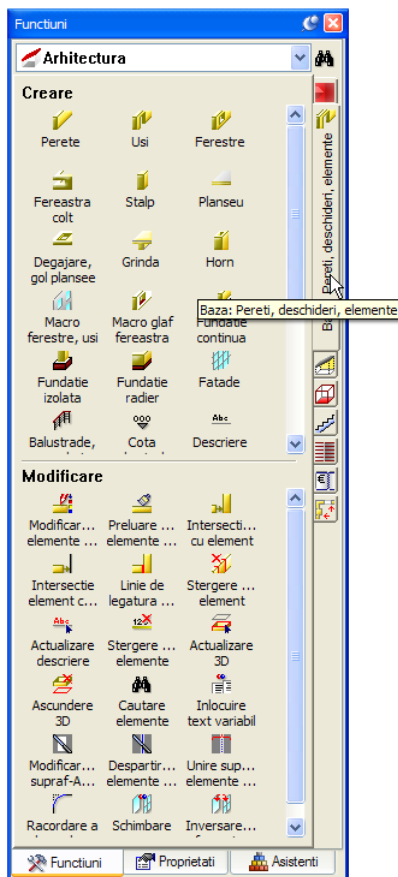 Functiuni
Arhitectura
Creare
Perete Usi Ferestre
Fereastra Stalp Planseu
colt
Degajare, Grinda Horn
gol plansee
Macro Macro glaf Fundatie
ferestre, usi fereastra continua
Fundatie Fundatie Fatade
izolata radier
Abc
Balustrade, Cota Descriere
Pereti, deschideri, elemente
Baza: Pereti, deschideri, elemente
Modificare
Modificar... Preluare ... Intersecti...
elemente ... elemente ... cu element
Intersectie Linie de Stergere ...
element c... legatura ... element
Abc
Actualizare Stergere ... Actualizare
descriere elemente 3D
Ascundere Cautare Inlocuire
3D elemente text variabil
Modificar... Despartir... Unire sup...
supraf-A... elemente ... elemente ...
Racordare a Schimbare Inversare...
Functiuni Proprietati Asistenti